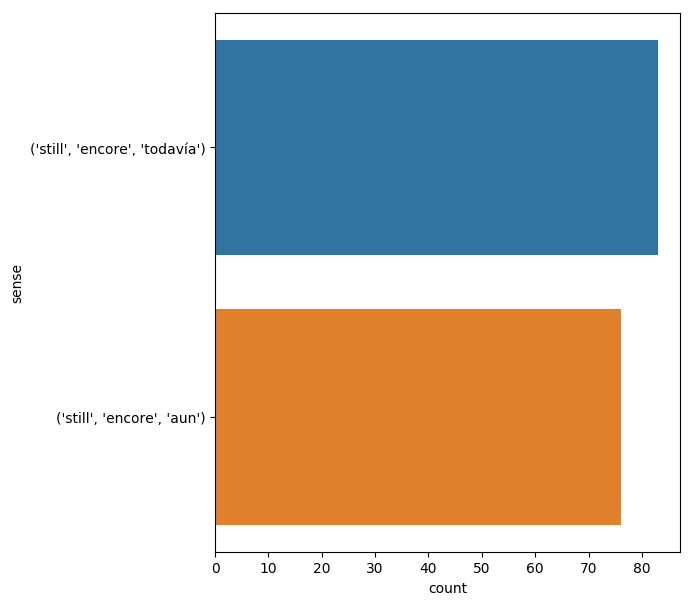 ('still', 'encore', 'todavía')
('still', 'encore', 'aun')
sense
0 10 20 30 40 50 60 70 80
count